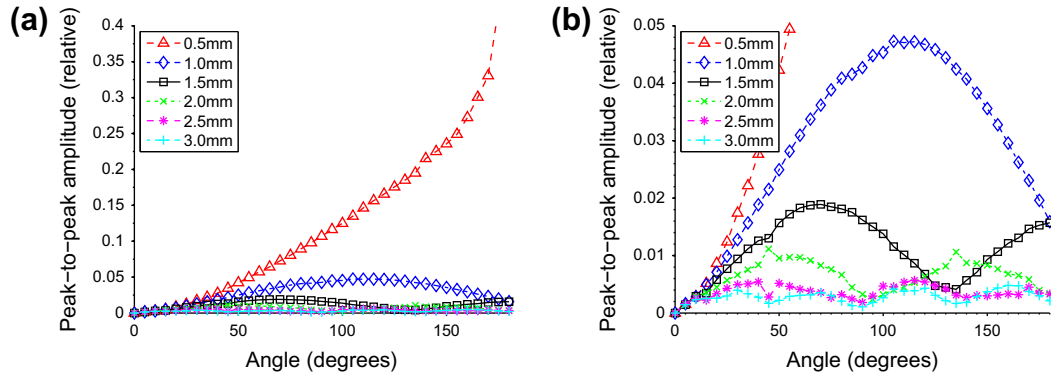 (a)
Peak−to−peak amplitude (relative)
0.4
0.35
0.3
0.25
0.2
0.15
0.1
0.05
0
0.5mm
1.0mm
1.5mm
2.0mm
2.5mm
3.0mm
50
100
150
Angle (degrees)
(b)
Peak−to−peak amplitude (relative)
0.05
0.04
0.03
0.02
0.01
0
0.5mm
1.0mm
1.5mm
2.0mm
2.5mm
3.0mm
0
50
100
150
Angle (degrees)